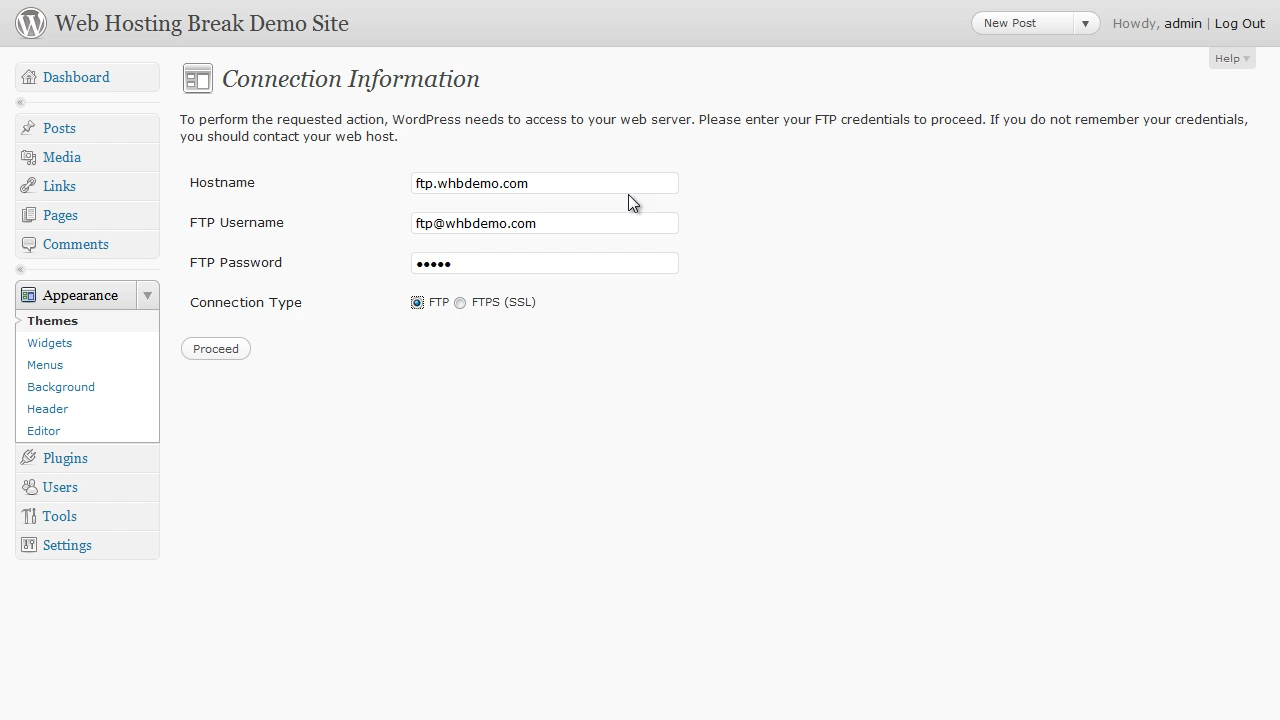 Web Hosting Break Demo Site
New Post
Howdy, admin | Log Out
Help
Dashboard
Posts
Media
Links
Pages
Comments
Appearance
Themes
Widgets
Menus
Background
Header
Editor
Plugins
Users
Tools
Settings
Connection Information
To perform the requested action, WordPress needs to access to your web server. Please enter your FTP credentials to proceed. If you do not remember your credentials,
you should contact your web host.
Hostname ftp.whbdemo.com
FTP Username ftp@whbdemo.com
FTP Password •••••
Connection Type FTP FTPS (SSL)
Proceed